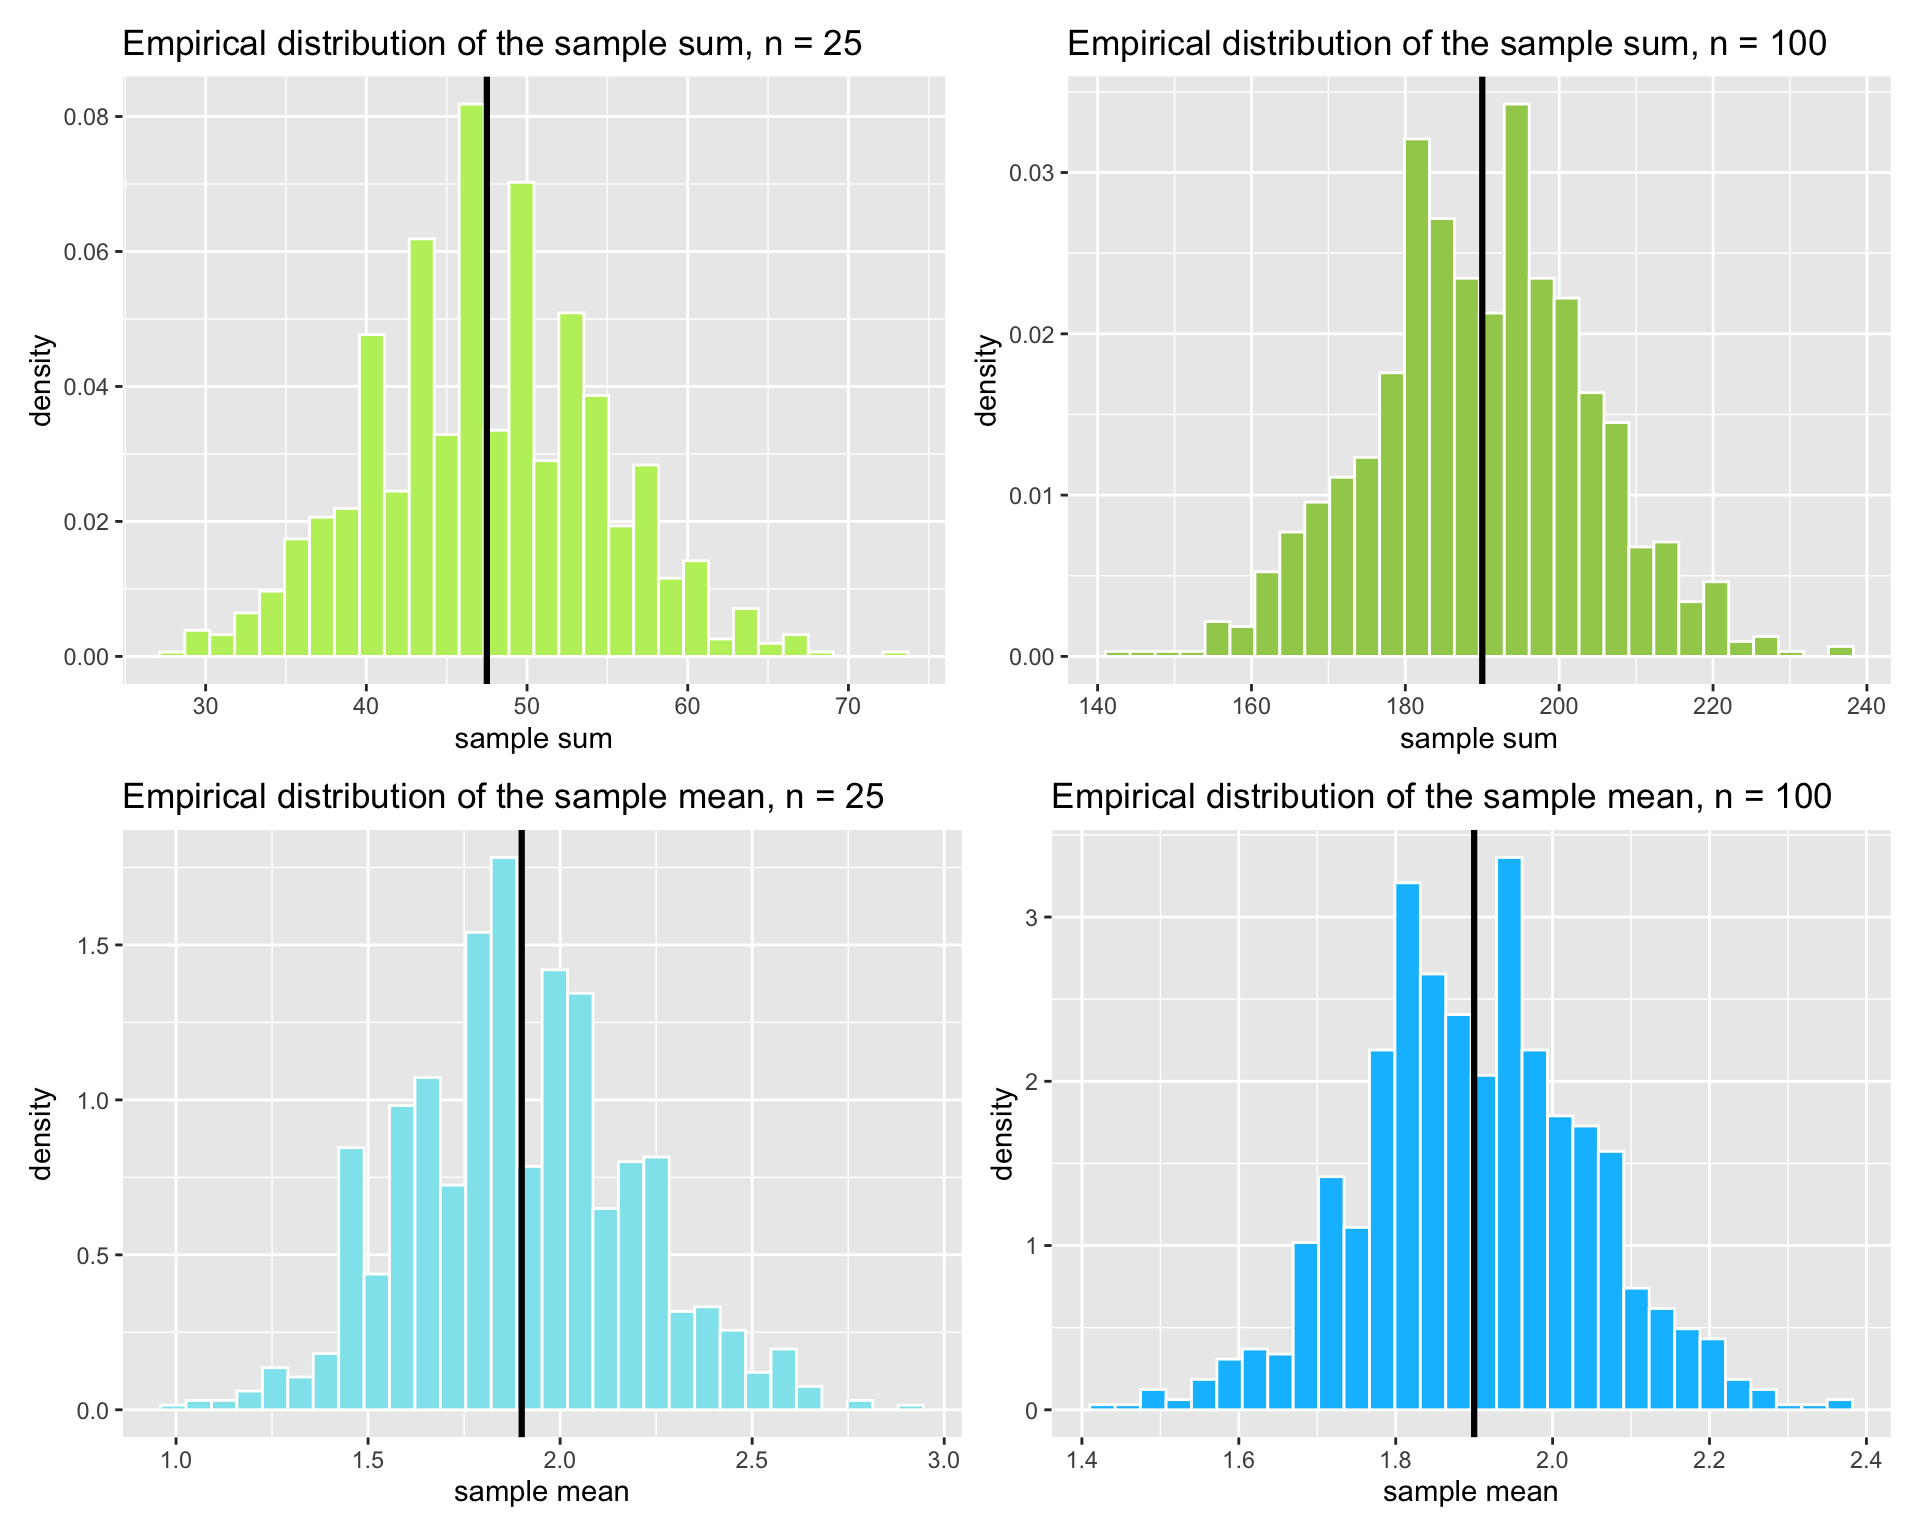 Empirical distribution of the sample sum, n = 25
0.08
0.06
0.04
0.02
0.00
density
30 40 50 60 70
sample sum
Empirical distribution of the sample sum, n = 100
0.03
0.02
0.01
0.00
density
140 160 180 200 220 240
sample sum
Empirical distribution of the sample mean, n = 25
1.5
1.0
0.5
0.0
density
1.0 1.5 2.0 2.5 3.0
sample mean
Empirical distribution of the sample mean, n = 100
3
2
1
0
density
1.4 1.6 1.8 2.0 2.2 2.4
sample mean